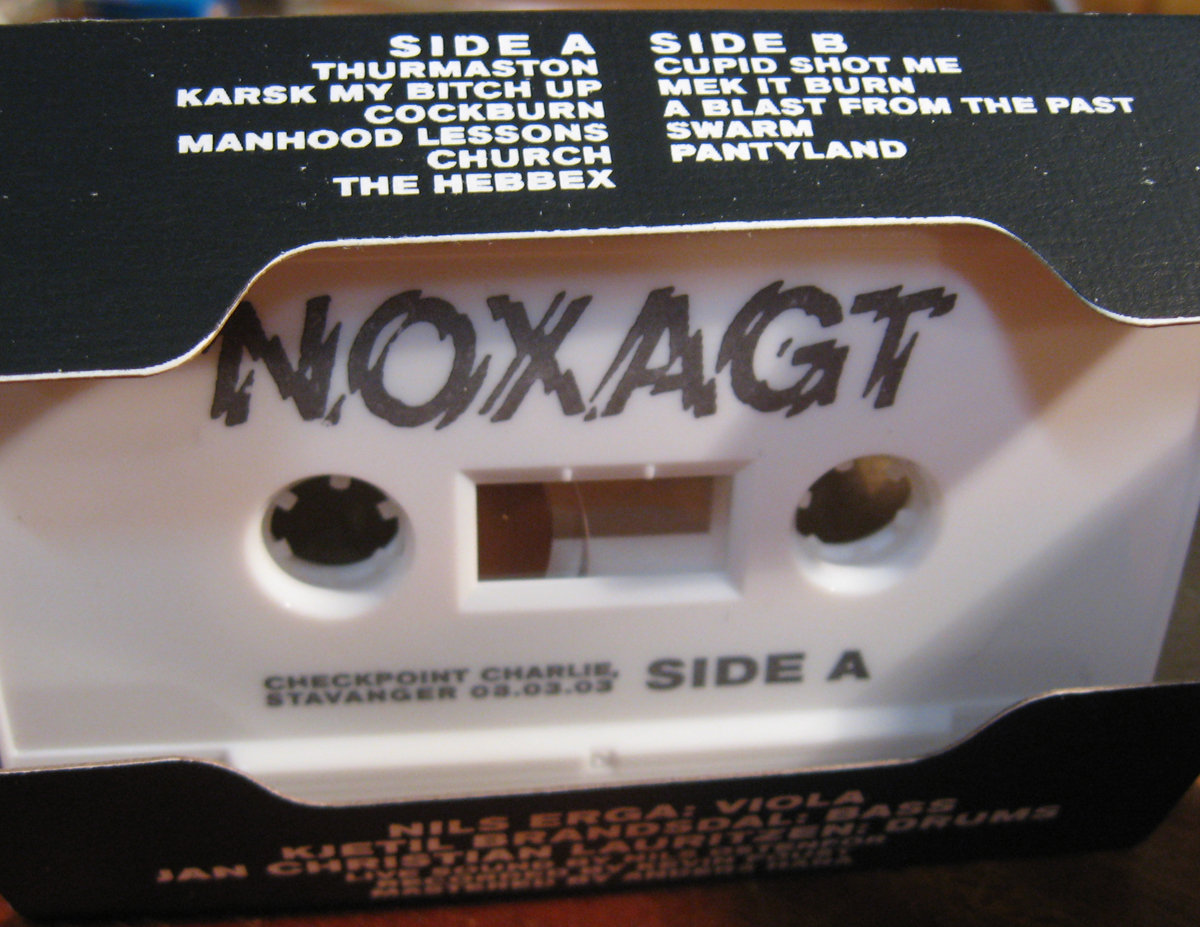 SIDE A
THURMASTON
KARSK MY BITCH UP
COCKBURN
MANHOOD LESSONS
CHURCH
THE HEBBEX
SIDE B
CUPID SHOT ME
MEK IT BURN
A BLAST FROM THE PAST
SWARM
PANTYLAND
NOXAGT
CHECKPOINT CHARLIE,
STAVANGER 08.03.03
SIDE A
N
NILS ERGA: VIOLA
KJETIL BRANDSDAL: BASS
JAN CHRISTIAN LAURITZEN: DRUMS